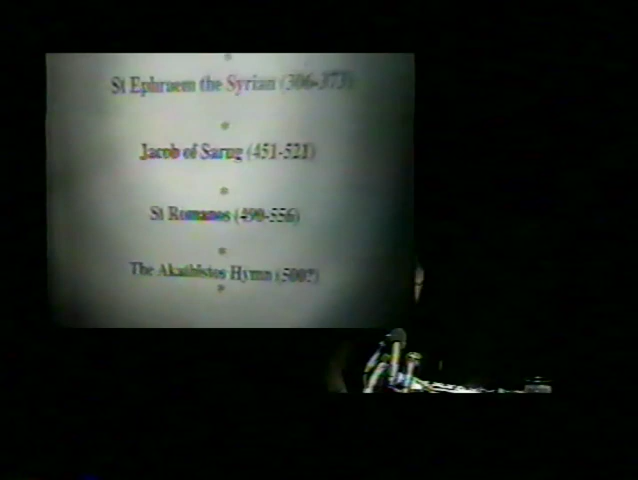 St Ephraem the Syrian (306-373)
Jacob of Sarug (451-521)
St Romanos (490-556)
The Akathistos Hymn (500?)